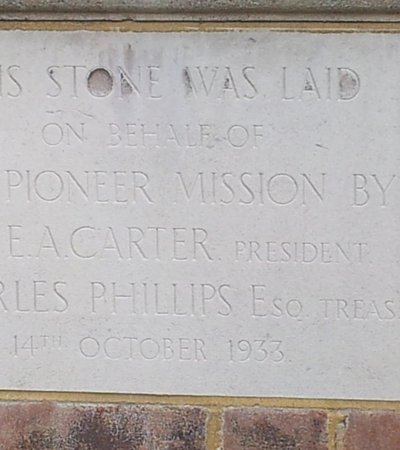 IS STONE WAS LAID
ON BEHALF OF
PIONEER MISSION BY
E.A.CARTER. PRESIDENT.
RLES PHILLIPS ESQ. TREAS
14TH OCTOBER 1933.